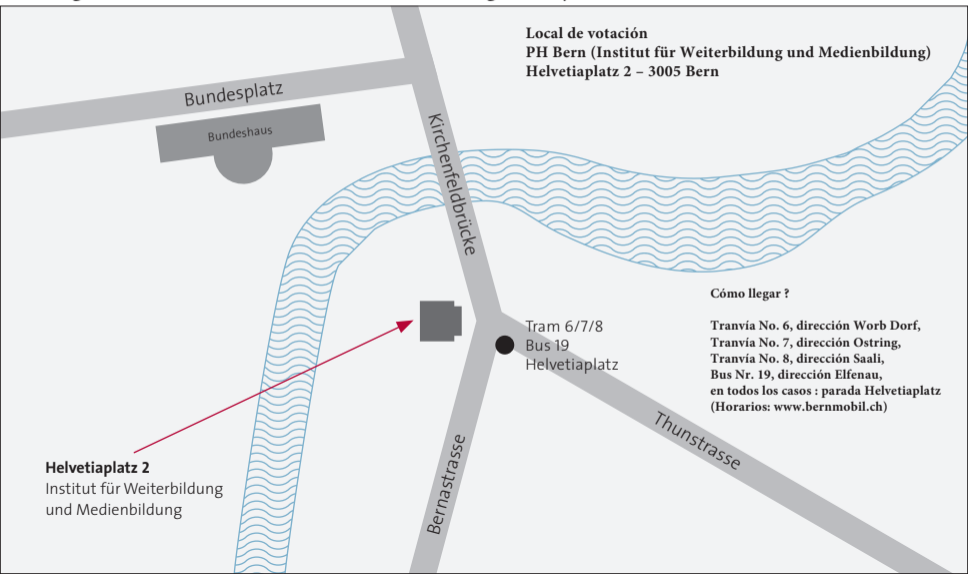 Local de votación
PH Bern (Institut für Weiterbildung und Medienbildung)
Helvetiaplatz 2 – 3005 Bern
Bundesplatz
Bundeshaus
Kirchenfeldbrücke
Cómo llegar ?
Tranvía No. 6, dirección Worb Dorf,
Tranvía No. 7, dirección Ostring,
Tranvía No. 8, dirección Saali,
Bus Nr. 19, dirección Elfenau,
en todos los casos : parada Helvetiaplatz
(Horarios: www.bernmobil.ch)
Tram 6/7/8
Bus 19
Helvetiaplatz
Thunstrasse
Bernastrasse
Helvetiaplatz 2
Institut für Weiterbildung
und Medienbildung